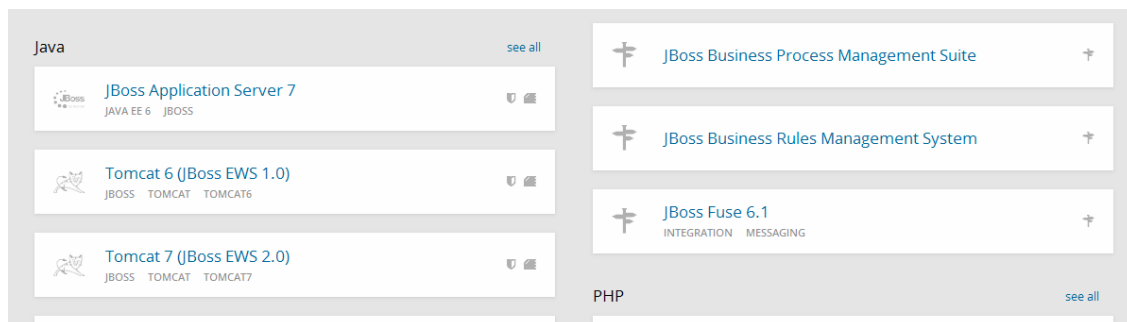 Java
see all
JBoss
JBoss Application Server 7
JAVA EE 6 JBOSS
Tomcat 6 (JBoss EWS 1.0)
JBOSS TOMCAT TOMCAT6
Tomcat 7 (JBoss EWS 2.0)
JBOSS TOMCAT TOMCAT7
JBoss Business Process Management Suite
JBoss Business Rules Management System
JBoss Fuse 6.1
INTEGRATION MESSAGING
PHP
see all